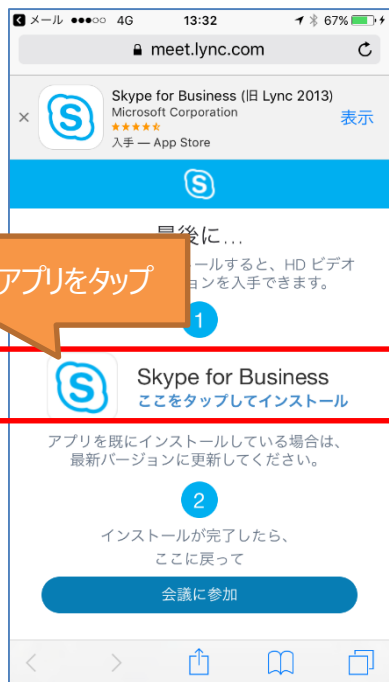 メール 4G 13:32 67%
meet.lync.com
Skype for Business (旧 Lync 2013)
Microsoft Corporation
入手 — App Store
表示
最後に...
ールすると、HD ビデオ
ョンを入手できます。
アプリをタップ
1
Skype for Business
ここをタップしてインストール
アプリを既にインストールしている場合は、
最新バージョンに更新してください。
2
インストールが完了したら、
ここに戻って
会議に参加